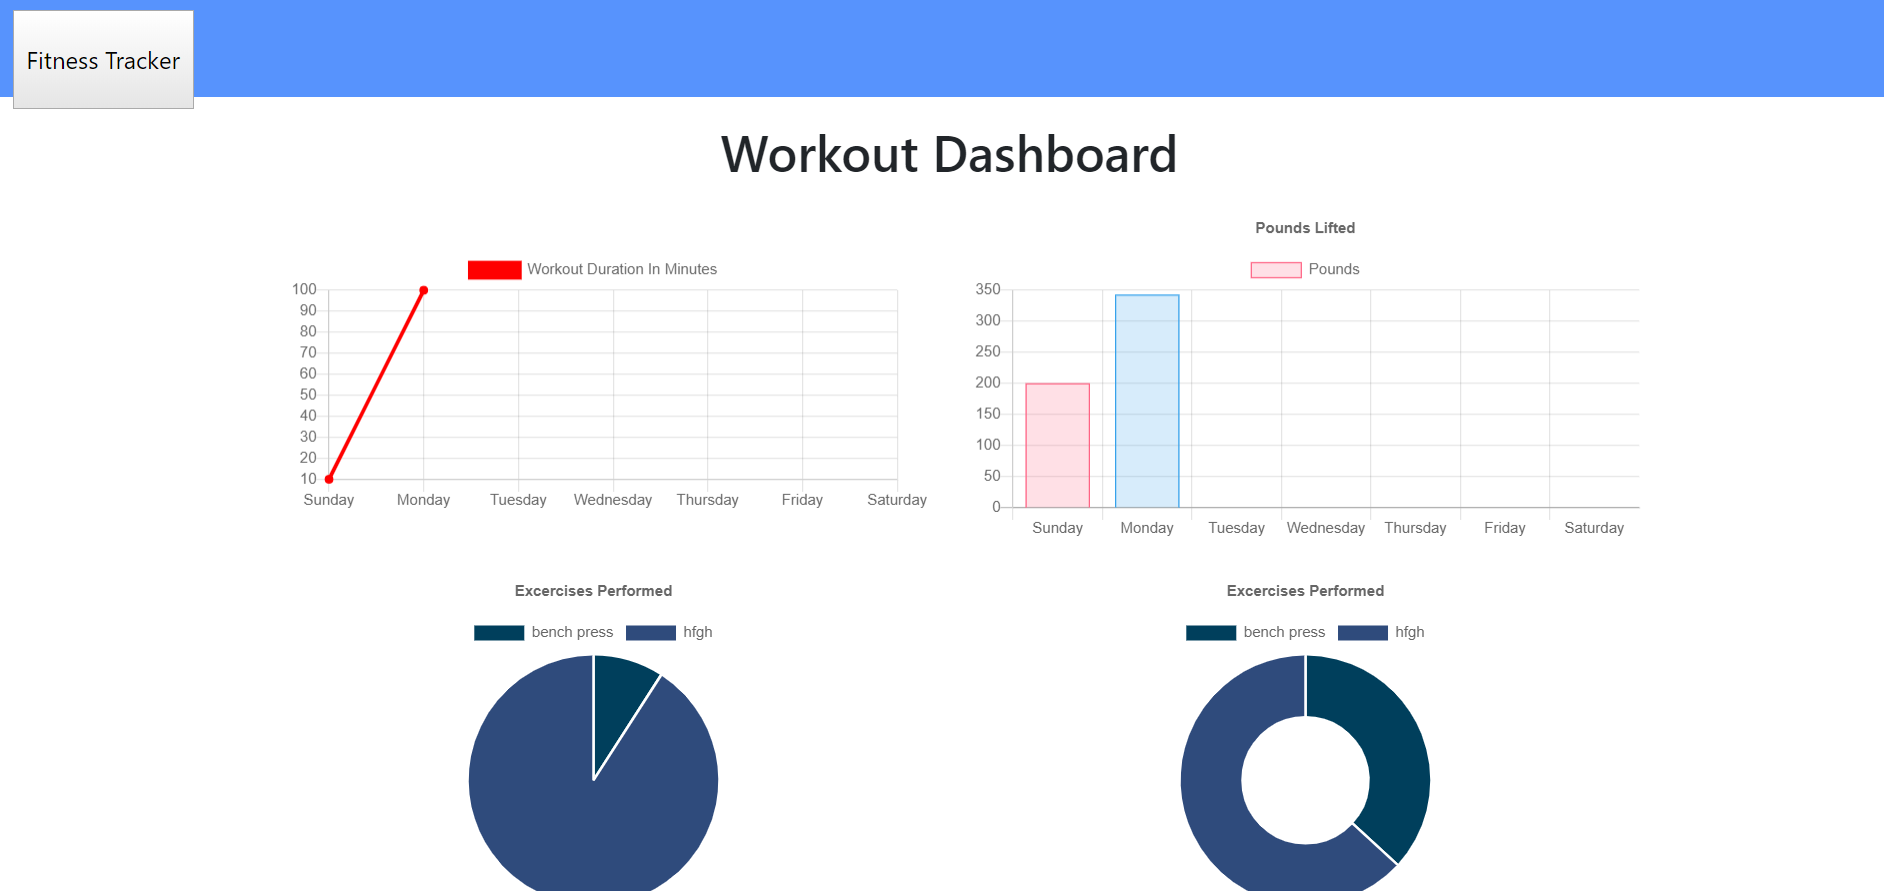 Fitness Tracker
Workout Dashboard
Workout Duration In Minutes
100
90
80
70
60
50
40
30
20
10
Sunday Monday Tuesday Wednesday Thursday Friday Saturday
Pounds Lifted
Pounds
350
300
250
200
150
100
50
0
Sunday Monday Tuesday Wednesday Thursday Friday Saturday
Excercises Performed
bench press hfgh
Excercises Performed
bench press hfgh